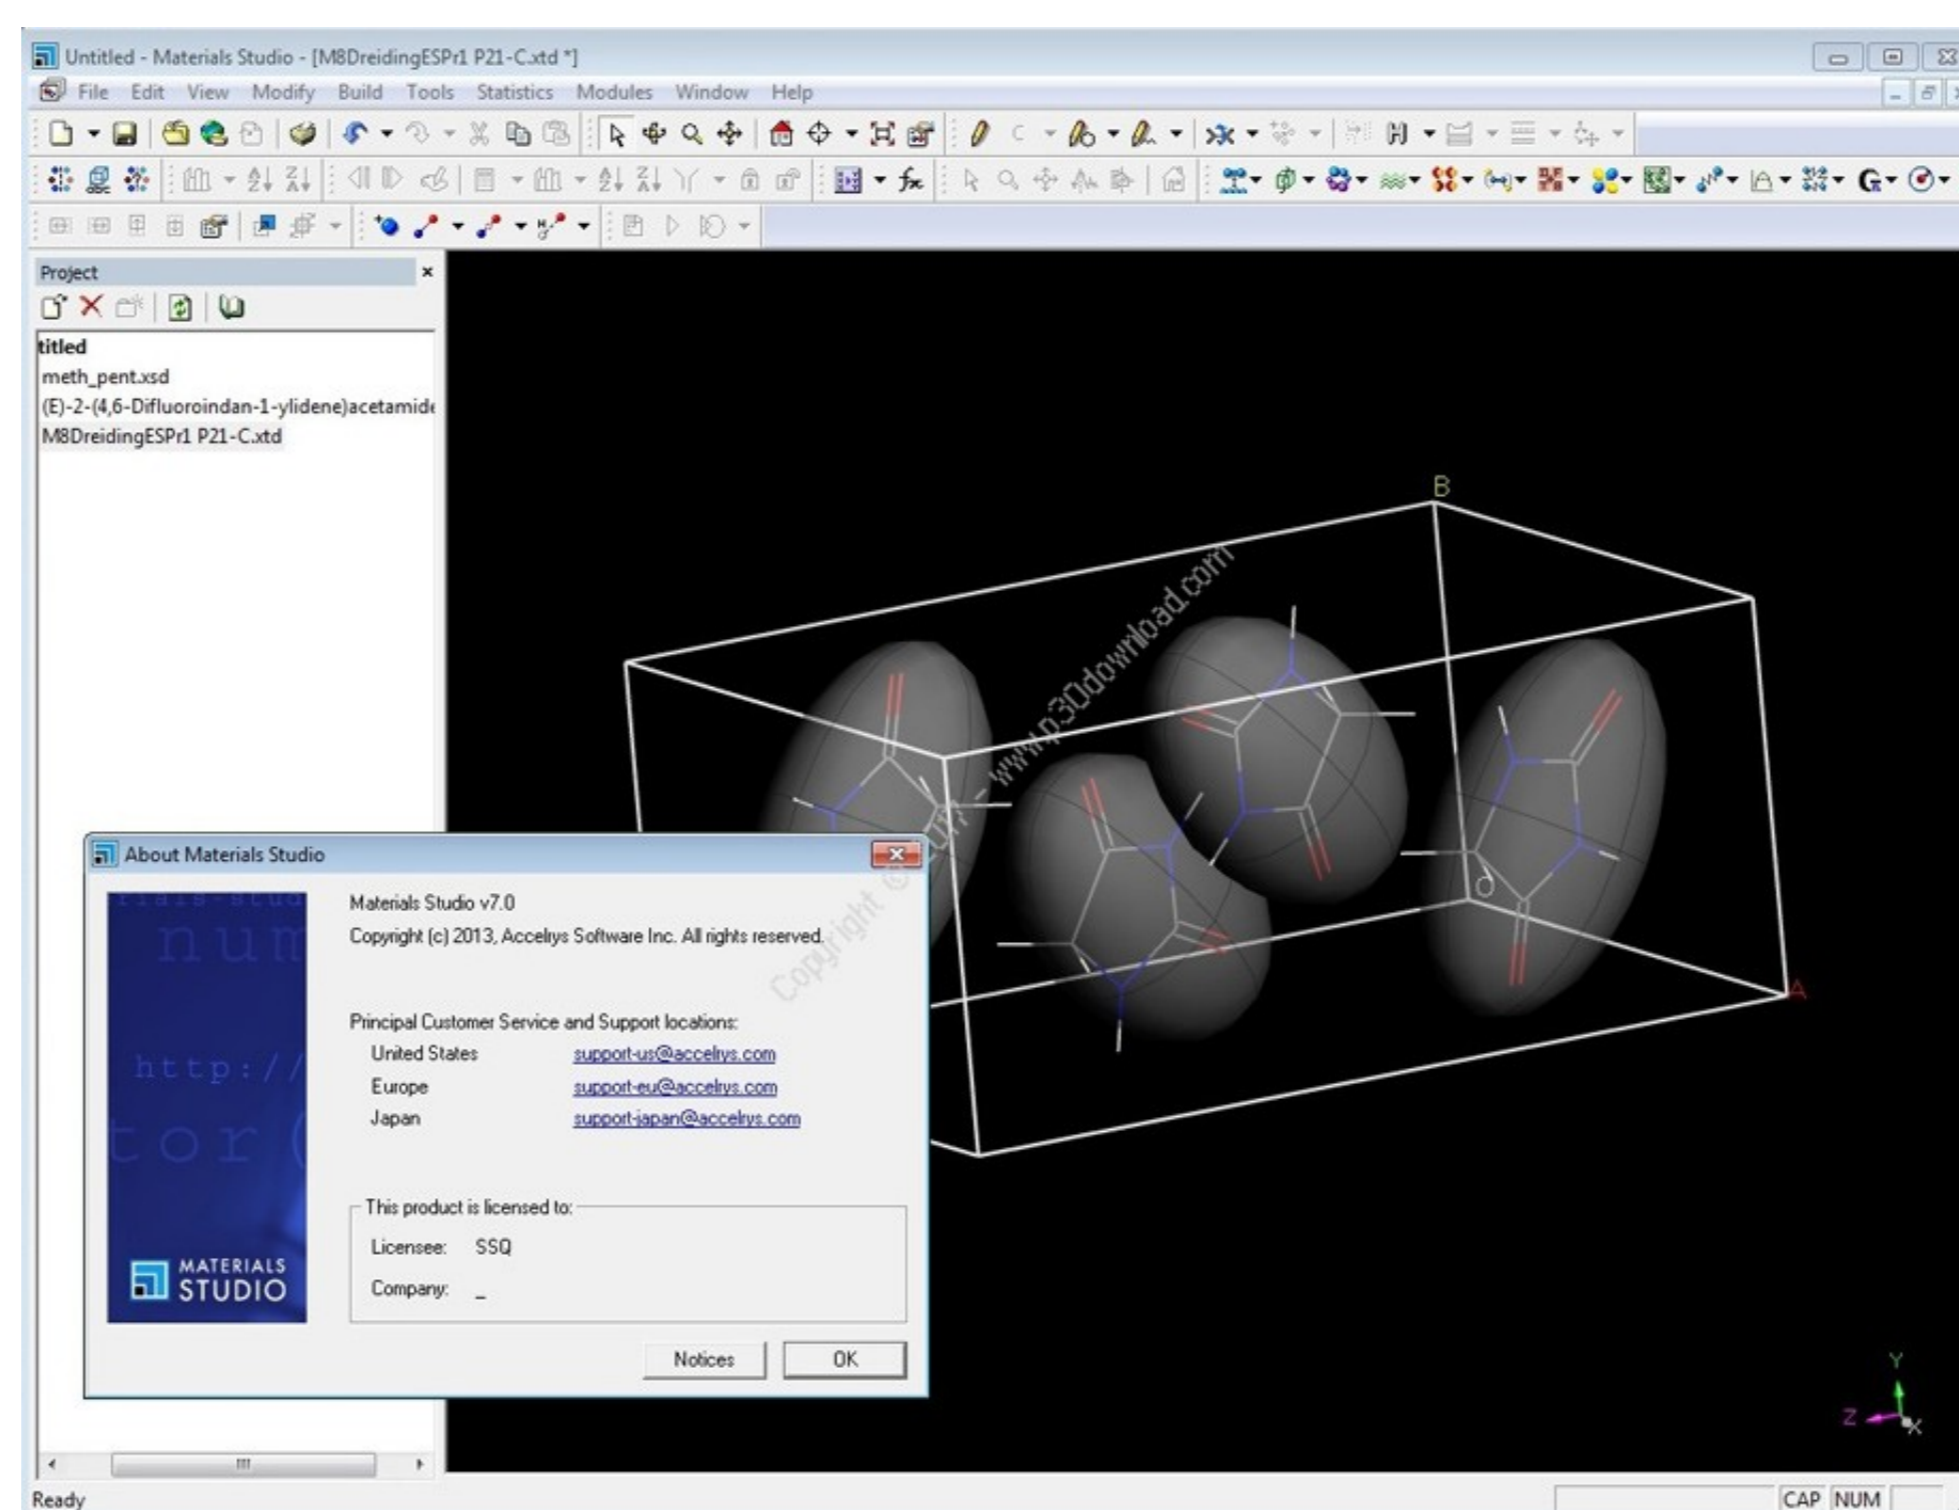 Untitled - Materials Studio - [M8DreidingESPr1 P21-C.xtd *]
File Edit View Modify Build Tools Statistics Modules Window Help
Project
titled
meth_pent.xsd
(E)-2-(4,6-Difluoroindan-1-ylidene)acetamide
M8DreidingESPr1 P21-C.xtd
B
A
www.p30download.com
Copyright ©
About Materials Studio
Materials Studio v7.0
Copyright (c) 2013, Accelrys Software Inc. All rights reserved.
Principal Customer Service and Support locations:
United States support-us@accelrys.com
Europe support-eu@accelrys.com
Japan support-japan@accelrys.com
This product is licensed to:
Licensee: SSQ
Company: _
Notices OK
num
http://
tor(
MATERIALS
STUDIO
Y
Z
X
Ready
CAP NUM